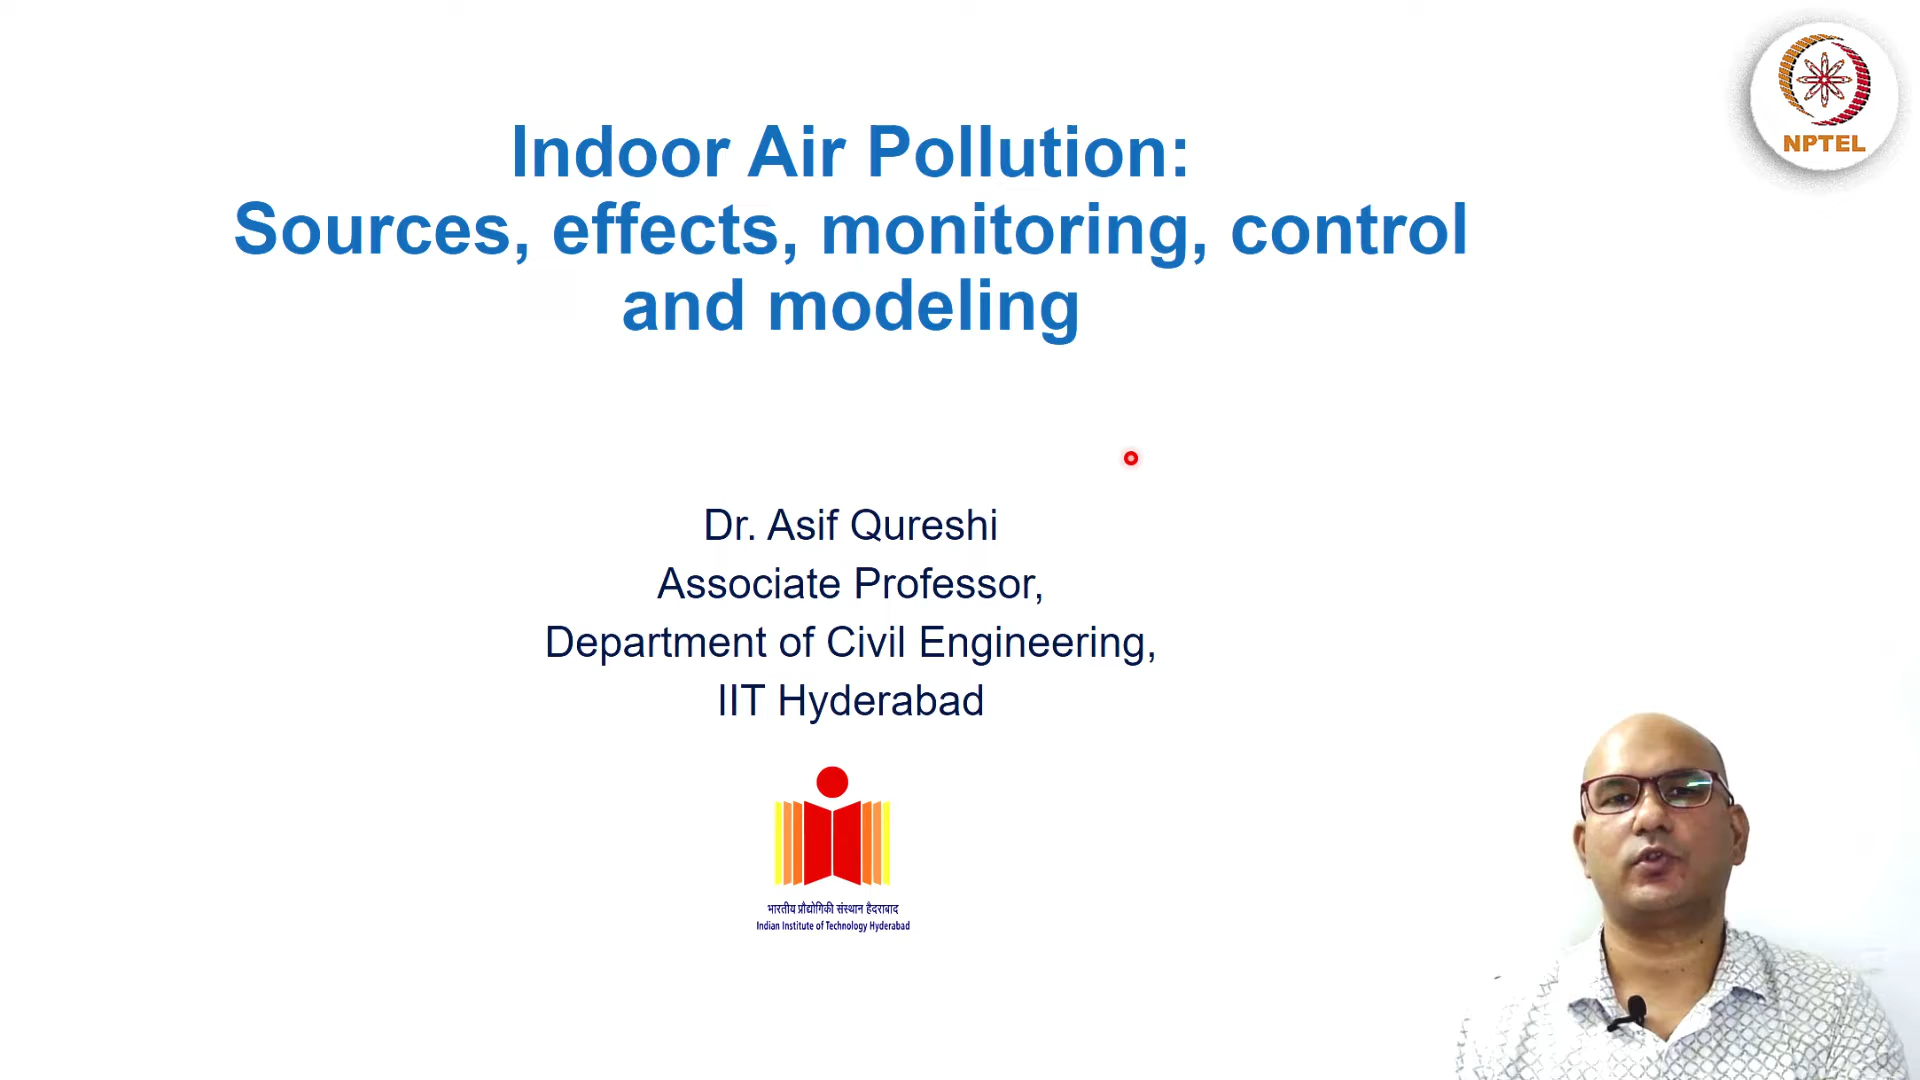 NPTEL
Indoor Air Pollution:
Sources, effects, monitoring, control
and modeling
Dr. Asif Qureshi
Associate Professor,
Department of Civil Engineering,
IIT Hyderabad
भारतीय प्रौद्योगिकी संस्थान हैदराबाद
Indian Institute of Technology Hyderabad